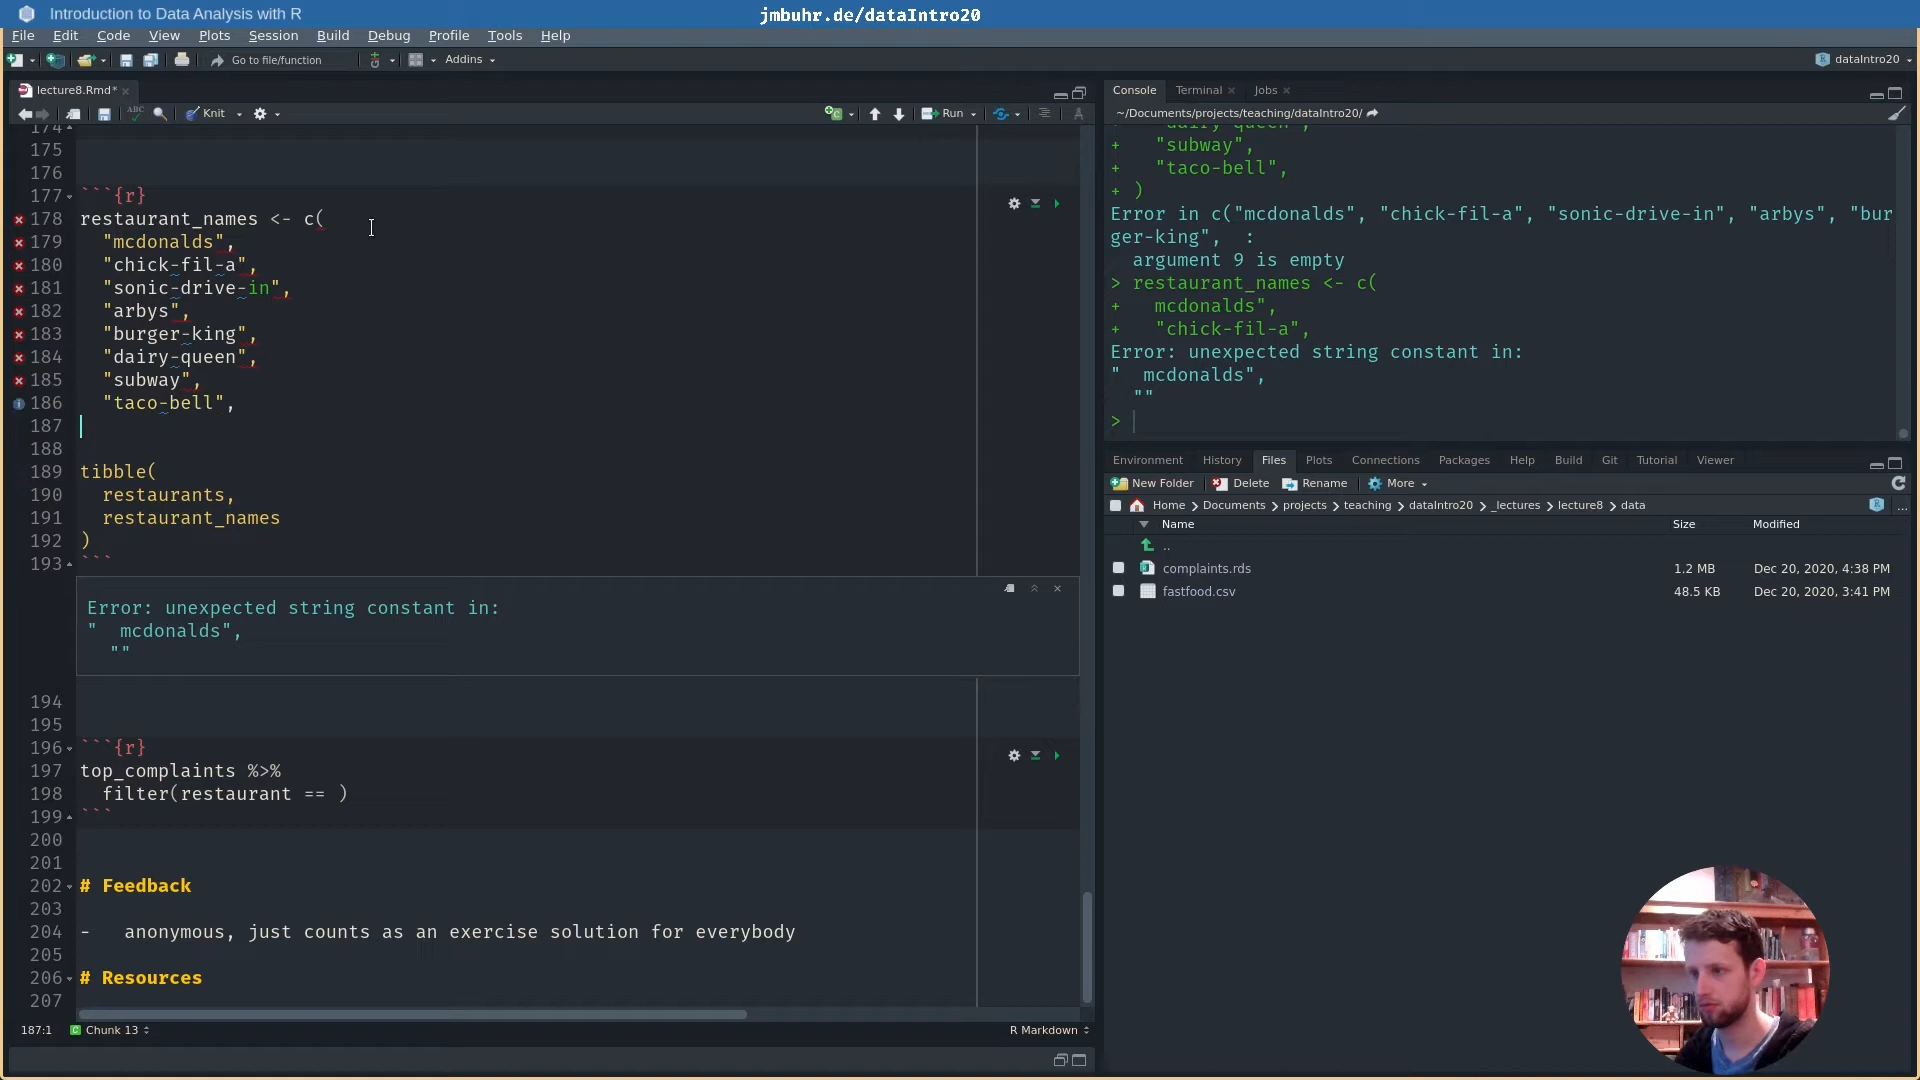 Introduction to Data Analysis with R
jmbuhr.de/dataIntro20
File Edit Code View Plots Session Build Debug Profile Tools Help
Go to file/function Addins dataIntro20
lecture8.Rmd*
ABC Knit Run
174
175
176
177 ```{r}
178 restaurant_names <- c(
179 "mcdonalds",
180 "chick-fil-a",
181 "sonic-drive-in",
182 "arbys",
183 "burger-king",
184 "dairy-queen",
185 "subway",
186 "taco-bell",
187
188
189 tibble(
190 restaurants,
191 restaurant_names
192 )
193 ```
Error: unexpected string constant in:
"  mcdonalds",
  ""
194
195
196 ```{r}
197 top_complaints %>%
198 filter(restaurant == )
199 ```
200
201
202 # Feedback
203
204 - anonymous, just counts as an exercise solution for everybody
205
206 # Resources
207
187:1 Chunk 13 R Markdown
Console Terminal Jobs
~/Documents/projects/teaching/dataIntro20/
"dairy-queen",
+ "subway",
+ "taco-bell",
+ )
Error in c("mcdonalds", "chick-fil-a", "sonic-drive-in", "arbys", "bur
ger-king",  :
argument 9 is empty
> restaurant_names <- c(
+ mcdonalds",
+ "chick-fil-a",
Error: unexpected string constant in:
"  mcdonalds",
  ""
>
Environment History Files Plots Connections Packages Help Build Git Tutorial Viewer
New Folder Delete Rename More
Home Documents projects teaching dataIntro20 _lectures lecture8 data ...
Name Size Modified
..
complaints.rds 1.2 MB Dec 20, 2020, 4:38 PM
fastfood.csv 48.5 KB Dec 20, 2020, 3:41 PM